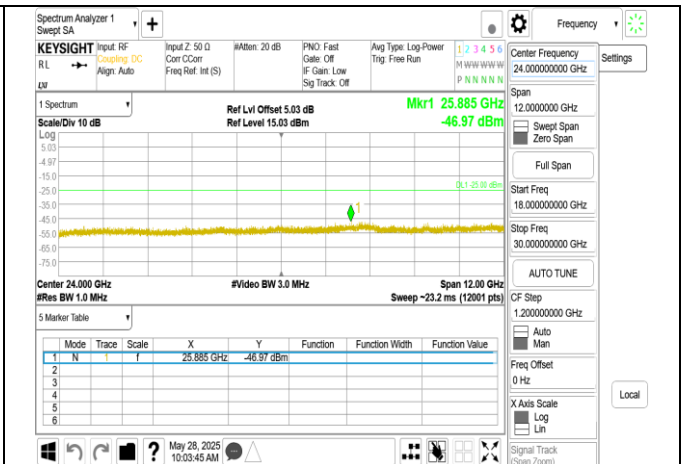 Spectrum Analyzer 1
Swept SA
Frequency
KEYSIGHT
RL
Input: RF
Coupling: DC
Align: Auto
Input Z: 50 Ω
Corr CCorr
Freq Ref: Int (S)
#Atten: 20 dB
PNO: Fast
Gate: Off
IF Gain: Low
Sig Track: Off
Avg Type: Log-Power
Trig: Free Run
1 2 3 4 5 6
M W W W W W
P N N N N N
Center Frequency
24.000000000 GHz
Settings
1 Spectrum
Scale/Div 10 dB
Ref Lvl Offset 5.03 dB
Ref Level 15.03 dBm
Mkr1 25.885 GHz
-46.97 dBm
Span
12.0000000 GHz
Swept Span
Zero Span
Full Span
Start Freq
18.000000000 GHz
Stop Freq
30.000000000 GHz
AUTO TUNE
Log
5.03
-4.97
-15.0
-25.0
DL1 -25.00 dBm
-35.0
1
-45.0
-55.0
-65.0
-75.0
Center 24.000 GHz
#Res BW 1.0 MHz
#Video BW 3.0 MHz
Span 12.00 GHz
Sweep ~23.2 ms (12001 pts)
CF Step
1.200000000 GHz
Auto
Man
5 Marker Table
Mode Trace Scale X Y Function Function Width Function Value
1 N 1 f 25.885 GHz -46.97 dBm
2
3
4
5
6
Freq Offset
0 Hz
X Axis Scale
Log
Lin
Local
Signal Track
(Span Zoom)
?
May 28, 2025
10:03:45 AM